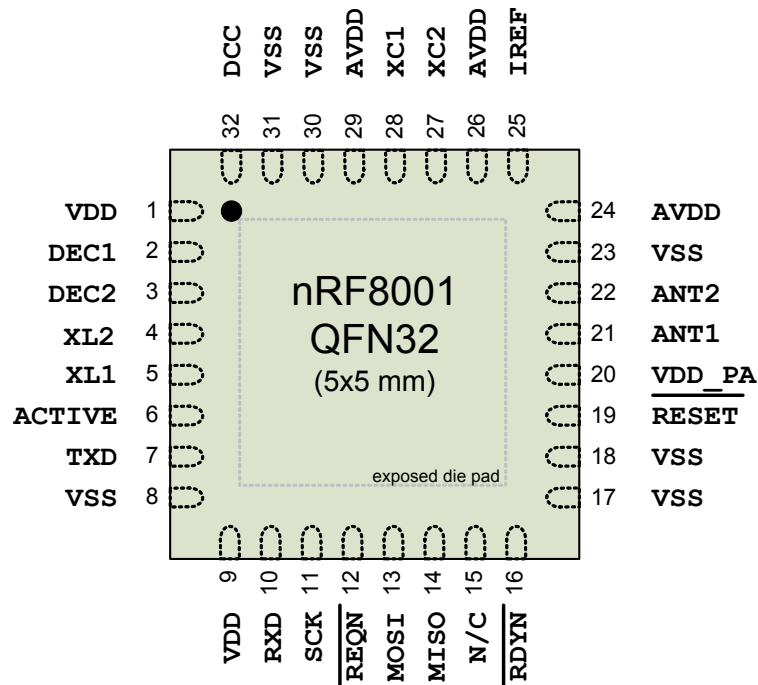 DCC
VSS
VSS
AVDD
XC1
XC2
AVDD
IREF
32
31
30
29
28
27
26
25
VDD 1
DEC1 2
DEC2 3
XL2 4
XL1 5
ACTIVE 6
TXD 7
VSS 8
nRF8001
QFN32
(5x5 mm)
exposed die pad
24 AVDD
23 VSS
22 ANT2
21 ANT1
20 VDD_PA
19 RESET
18 VSS
17 VSS
9
10
11
12
13
14
15
16
VDD
RXD
SCK
REQN
MOSI
MISO
N/C
RDYN